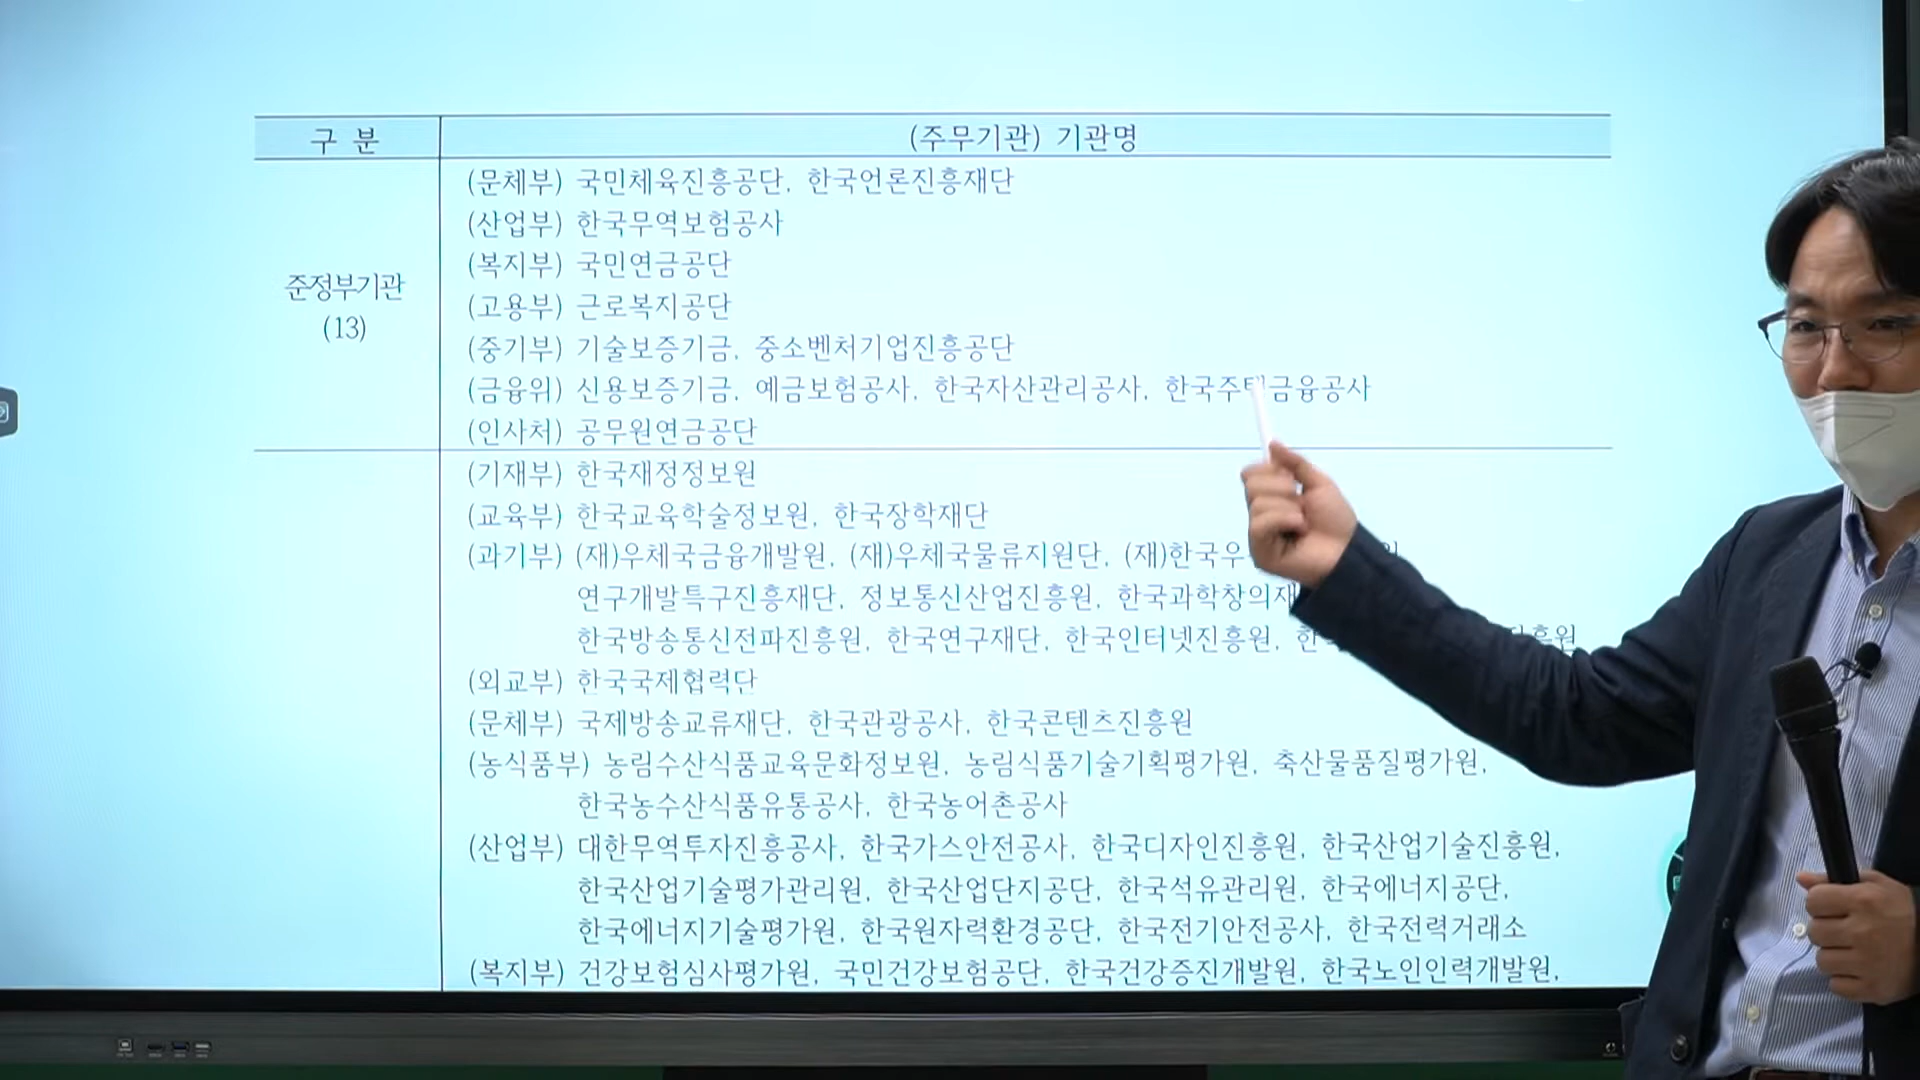 구 분 (주무기관) 기관명
(문체부) 국민체육진흥공단, 한국언론진흥재단
(산업부) 한국무역보험공사
(복지부) 국민연금공단
준정부기관
(13)
(고용부) 근로복지공단
(중기부) 기술보증기금, 중소벤처기업진흥공단
(금융위) 신용보증기금, 예금보험공사, 한국자산관리공사, 한국주택금융공사
(인사처) 공무원연금공단
(기재부) 한국재정정보원
(교육부) 한국교육학술정보원, 한국장학재단
(과기부) (재)우체국금융개발원, (재)우체국물류지원단, (재)한국우
연구개발특구진흥재단, 정보통신산업진흥원, 한국과학창의재
한국방송통신전파진흥원, 한국연구재단, 한국인터넷진흥원, 진흥원
(외교부) 한국국제협력단
(문체부) 국제방송교류재단, 한국관광공사, 한국콘텐츠진흥원
(농식품부) 농림수산식품교육문화정보원, 농림식품기술기획평가원, 축산물품질평가원,
한국농수산식품유통공사, 한국농어촌공사
(산업부) 대한무역투자진흥공사, 한국가스안전공사, 한국디자인진흥원, 한국산업기술진흥원,
한국산업기술평가관리원, 한국산업단지공단, 한국석유관리원, 한국에너지공단,
한국에너지기술평가원, 한국원자력환경공단, 한국전기안전공사, 한국전력거래소
(복지부) 건강보험심사평가원, 국민건강보험공단, 한국건강증진개발원, 한국노인인력개발원,